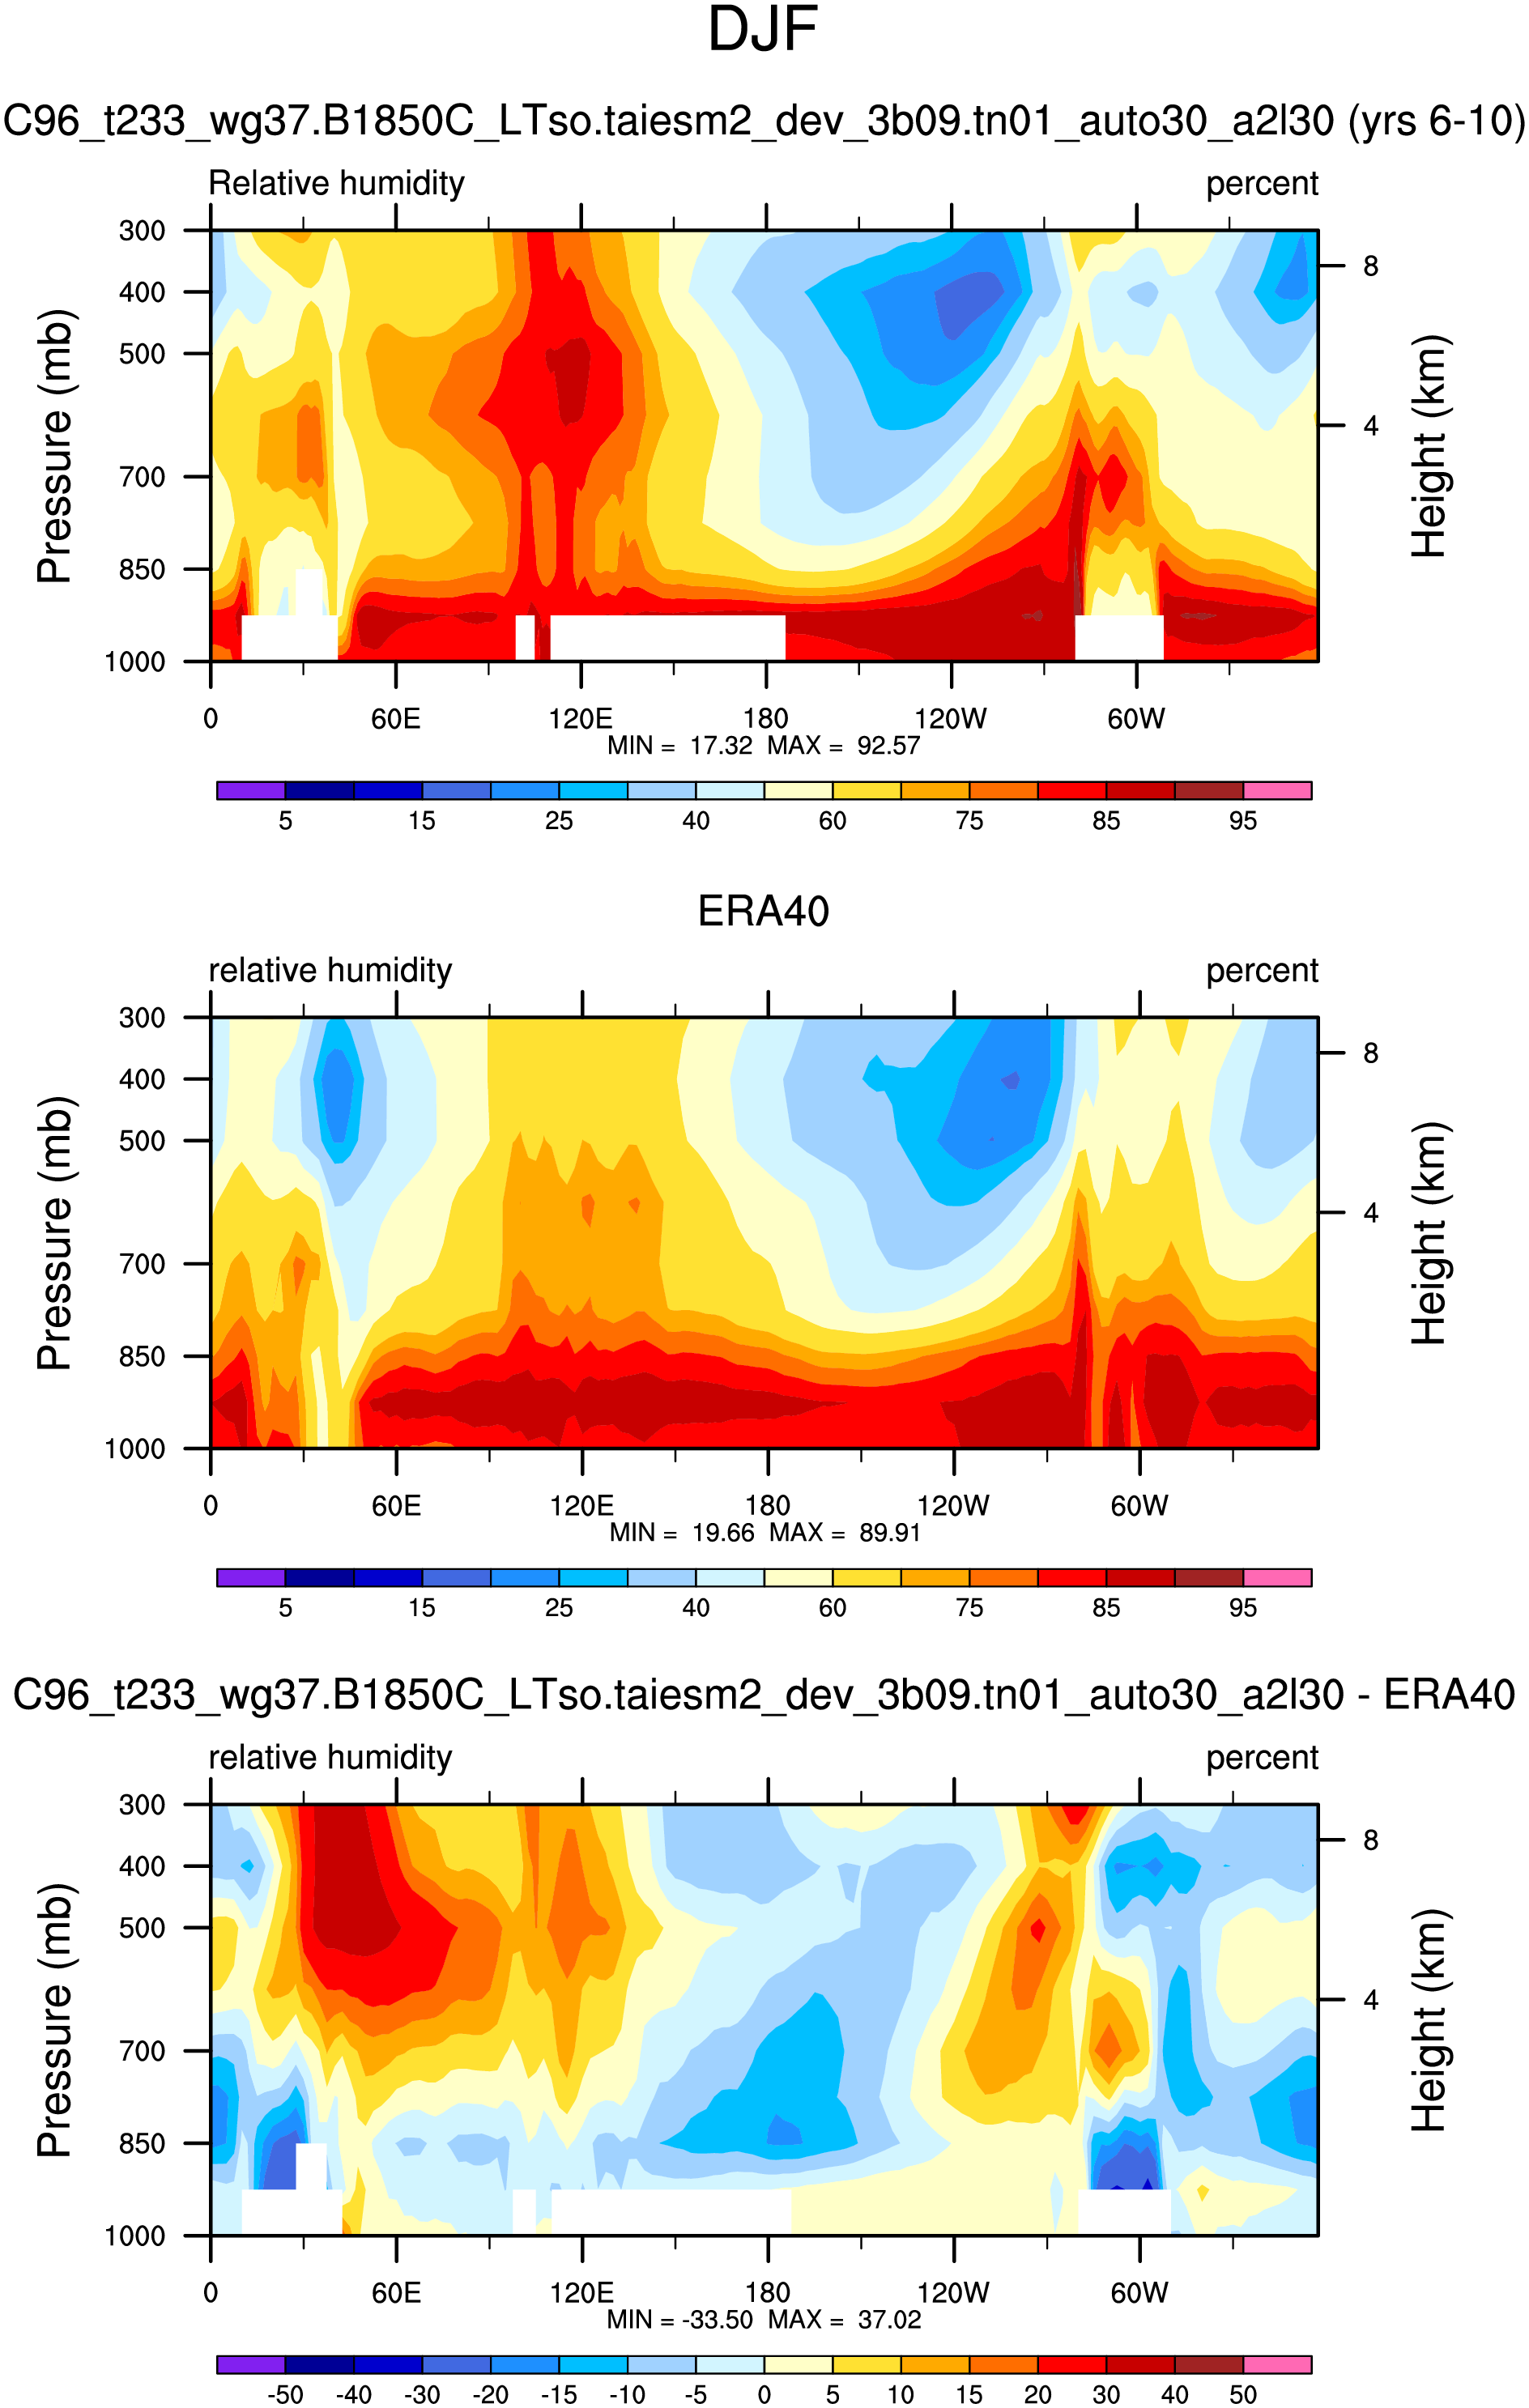 DJF
C96_t233_wg37.B1850C_LTso.taiesm2_dev_3b09.tn01_auto30_a2l30 (yrs 6-10)
Relative humidity percent
300
400
500
700
850
1000
Pressure (mb)
8
4
Height (km)
0 60E 120E 180 120W 60W
MIN = 17.32 MAX = 92.57
5 15 25 40 60 75 85 95
ERA40
relative humidity percent
300
400
500
700
850
1000
Pressure (mb)
8
4
Height (km)
0 60E 120E 180 120W 60W
MIN = 19.66 MAX = 89.91
5 15 25 40 60 75 85 95
C96_t233_wg37.B1850C_LTso.taiesm2_dev_3b09.tn01_auto30_a2l30 - ERA40
relative humidity percent
300
400
500
700
850
1000
Pressure (mb)
8
4
Height (km)
0 60E 120E 180 120W 60W
MIN = -33.50 MAX = 37.02
-50 -40 -30 -20 -15 -10 -5 0 5 10 15 20 30 40 50